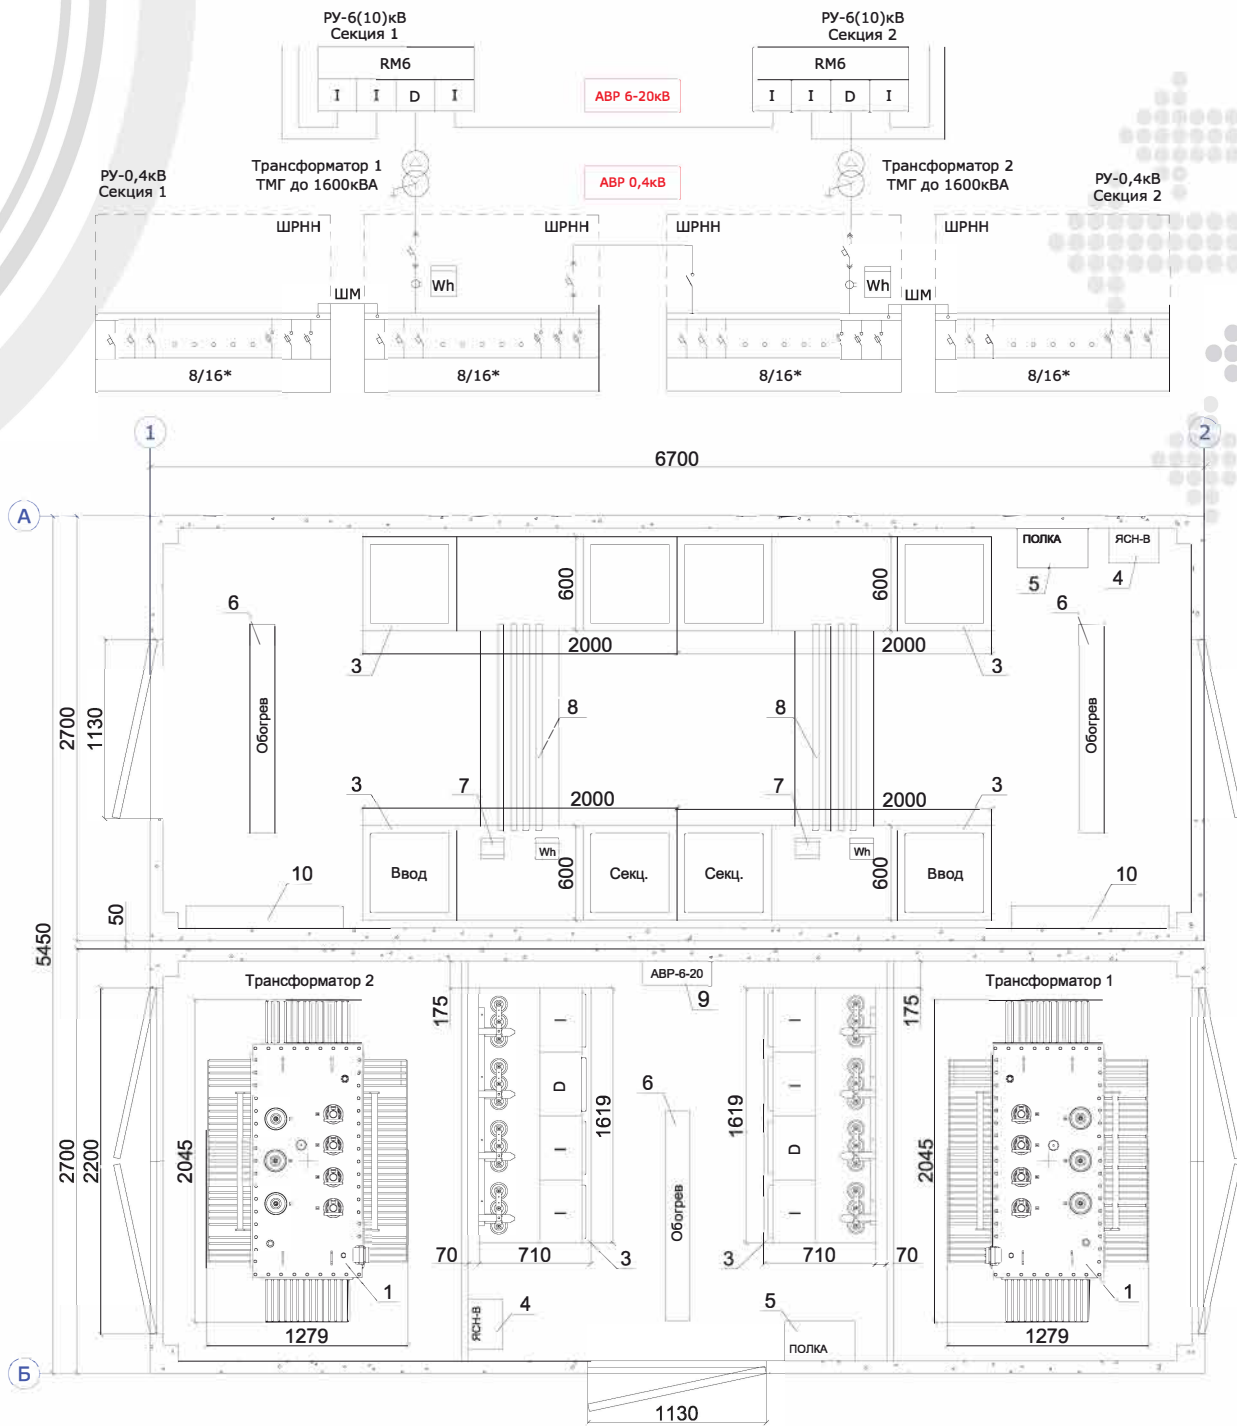 РУ-6(10)кВ
Секция 1
РУ-6(10)кВ
Секция 2
RM6
RM6
I I D I
I I D I
АВР 6-20кВ
Трансформатор 1
ТМГ до 1600кВА
Трансформатор 2
ТМГ до 1600кВА
АВР 0,4кВ
РУ-0,4кВ
Секция 1
РУ-0,4кВ
Секция 2
ШРНН
ШРНН
ШРНН
ШРНН
Wh
Wh
ШМ
ШМ
8/16*
8/16*
8/16*
8/16*
1
2
6700
А
ПОЛКА
ЯСН-В
5
4
600
600
6
6
2000
2000
3
3
Обогрев
Обогрев
8
8
2700
1130
3
7
2000
7
2000
3
Wh
Wh
Ввод
Секц.
Секц.
Ввод
600
600
10
10
50
5450
Трансформатор 2
АВР-6-20
Трансформатор 1
9
175
175
I
D
I
I
I
I
D
I
6
1619
1619
2700
2200
2045
2045
Обогрев
70
710
3
3
710
70
1
1
4
5
ЯСН-В
ПОЛКА
1279
1279
Б
1130